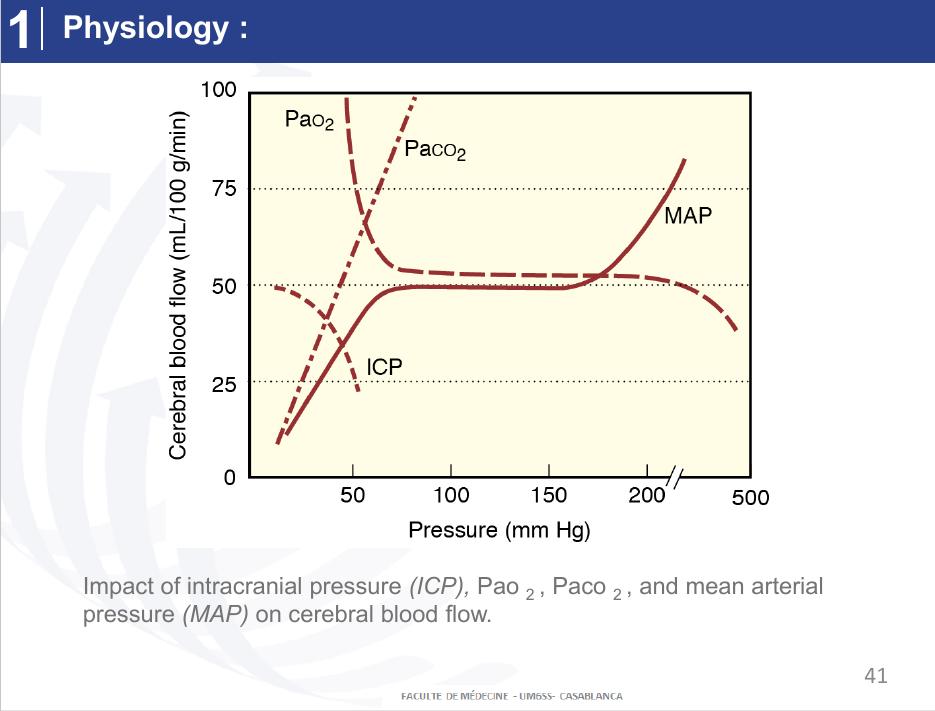 1 Physiology :
100
PaO2
PaCO2
75
MAP
50
ICP
25
0
Cerebral blood flow (mL/100 g/min)
50 100 150 200 500
Pressure (mm Hg)
Impact of intracranial pressure (ICP), Pao 2 , Paco 2 , and mean arterial
pressure (MAP) on cerebral blood flow.
41
FACULTE DE MÉDECINE - UM6SS- CASABLANCA